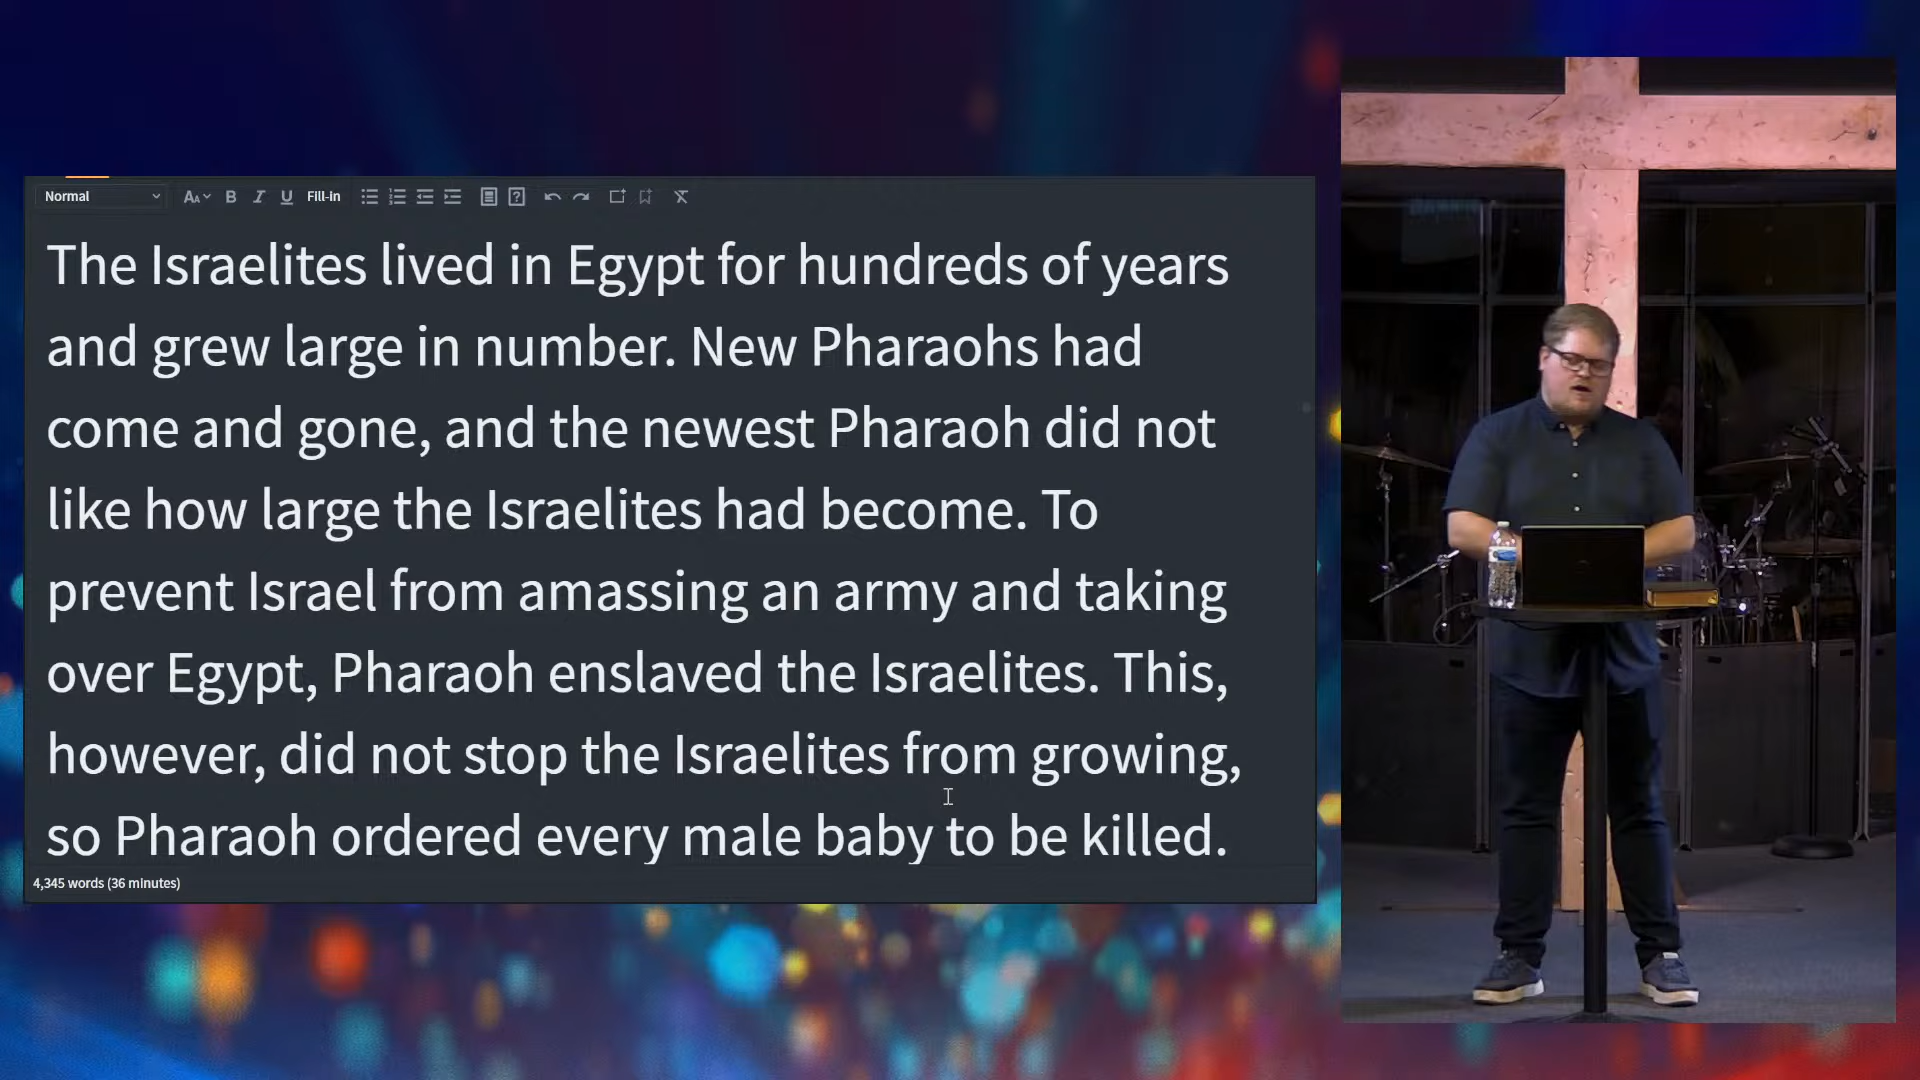 Normal
AA B I U Fill-in
The Israelites lived in Egypt for hundreds of years
and grew large in number. New Pharaohs had
come and gone, and the newest Pharaoh did not
like how large the Israelites had become. To
prevent Israel from amassing an army and taking
over Egypt, Pharaoh enslaved the Israelites. This,
however, did not stop the Israelites from growing,
so Pharaoh ordered every male baby to be killed.
4,345 words (36 minutes)